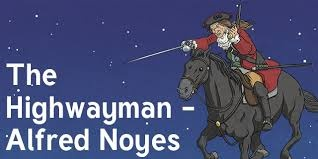 The
Highwayman –
Alfred Noyes